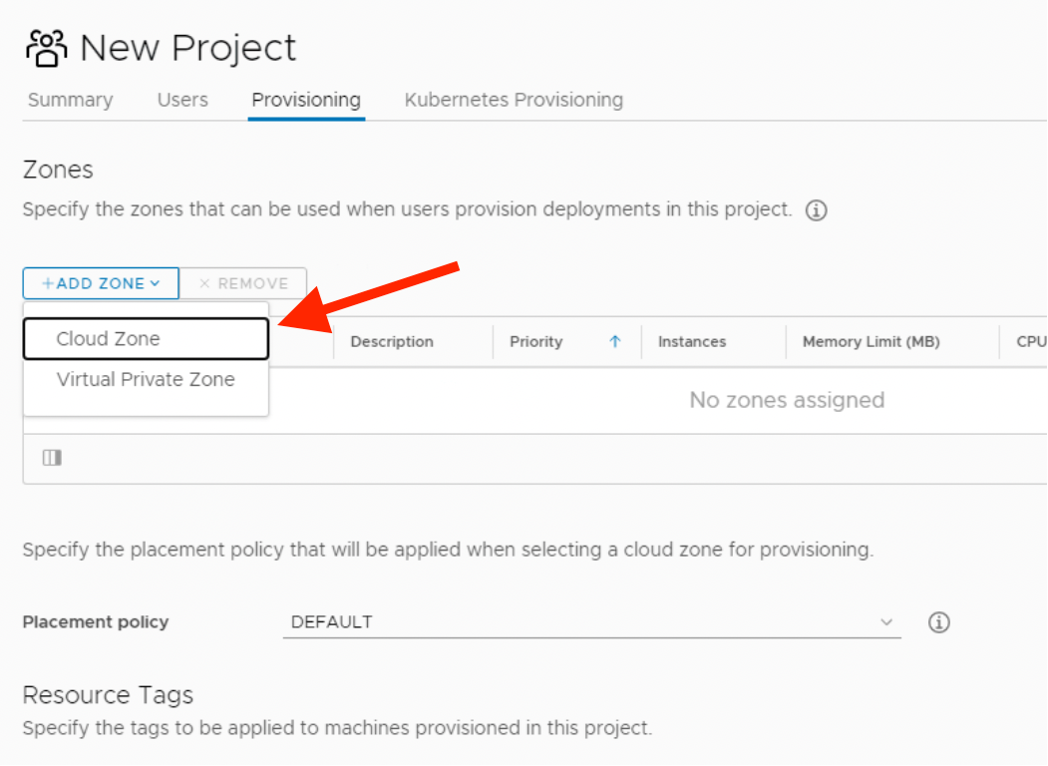 New Project
Summary Users Provisioning Kubernetes Provisioning
Zones
Specify the zones that can be used when users provision deployments in this project.
+ ADD ZONE × REMOVE
Cloud Zone
Virtual Private Zone
Description Priority Instances Memory Limit (MB) CPU
No zones assigned
Specify the placement policy that will be applied when selecting a cloud zone for provisioning.
Placement policy DEFAULT
Resource Tags
Specify the tags to be applied to machines provisioned in this project.